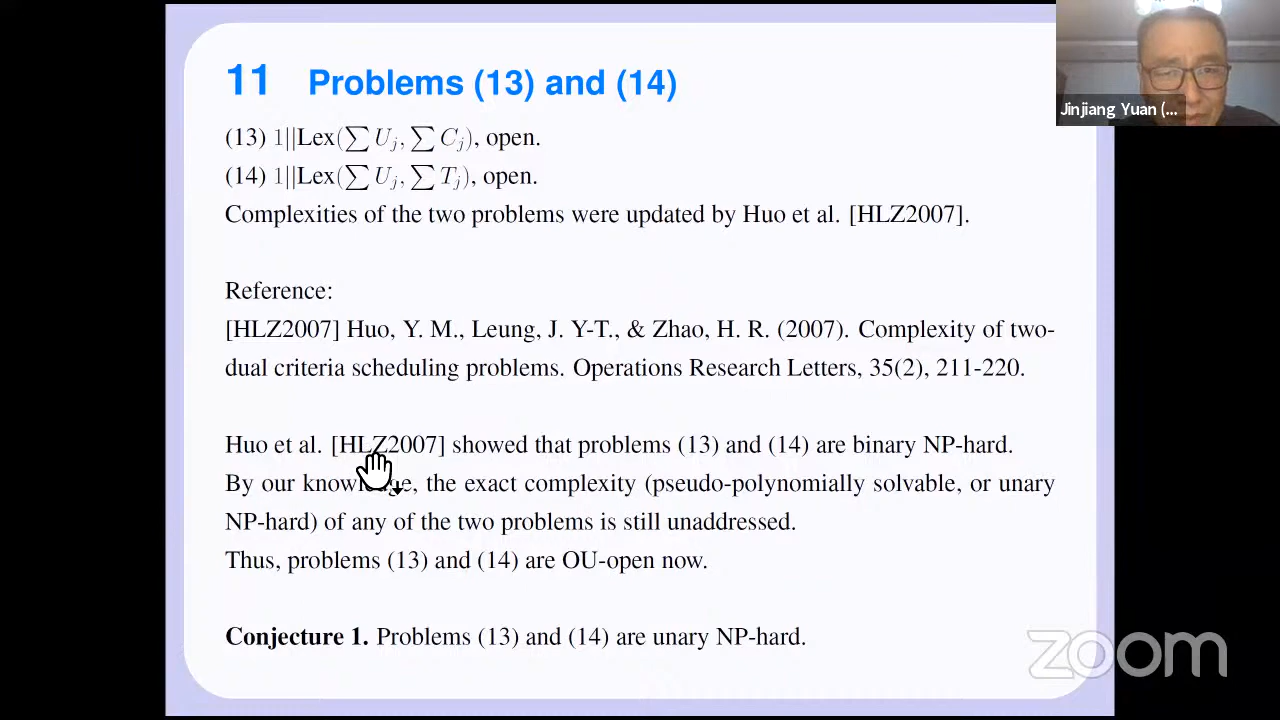 11 Problems (13) and (14)
Jinjiang Yuan (...
(13) 1||Lex(∑ Uj, ∑ Cj), open.
(14) 1||Lex(∑ Uj, ∑ Tj), open.
Complexities of the two problems were updated by Huo et al. [HLZ2007].
Reference:
[HLZ2007] Huo, Y. M., Leung, J. Y-T., & Zhao, H. R. (2007). Complexity of two-
dual criteria scheduling problems. Operations Research Letters, 35(2), 211-220.
Huo et al. [HLZ2007] showed that problems (13) and (14) are binary NP-hard.
By our, the exact complexity (pseudo-polynomially solvable, or unary
NP-hard) of any of the two problems is still unaddressed.
Thus, problems (13) and (14) are OU-open now.
Conjecture 1. Problems (13) and (14) are unary NP-hard.
zoom